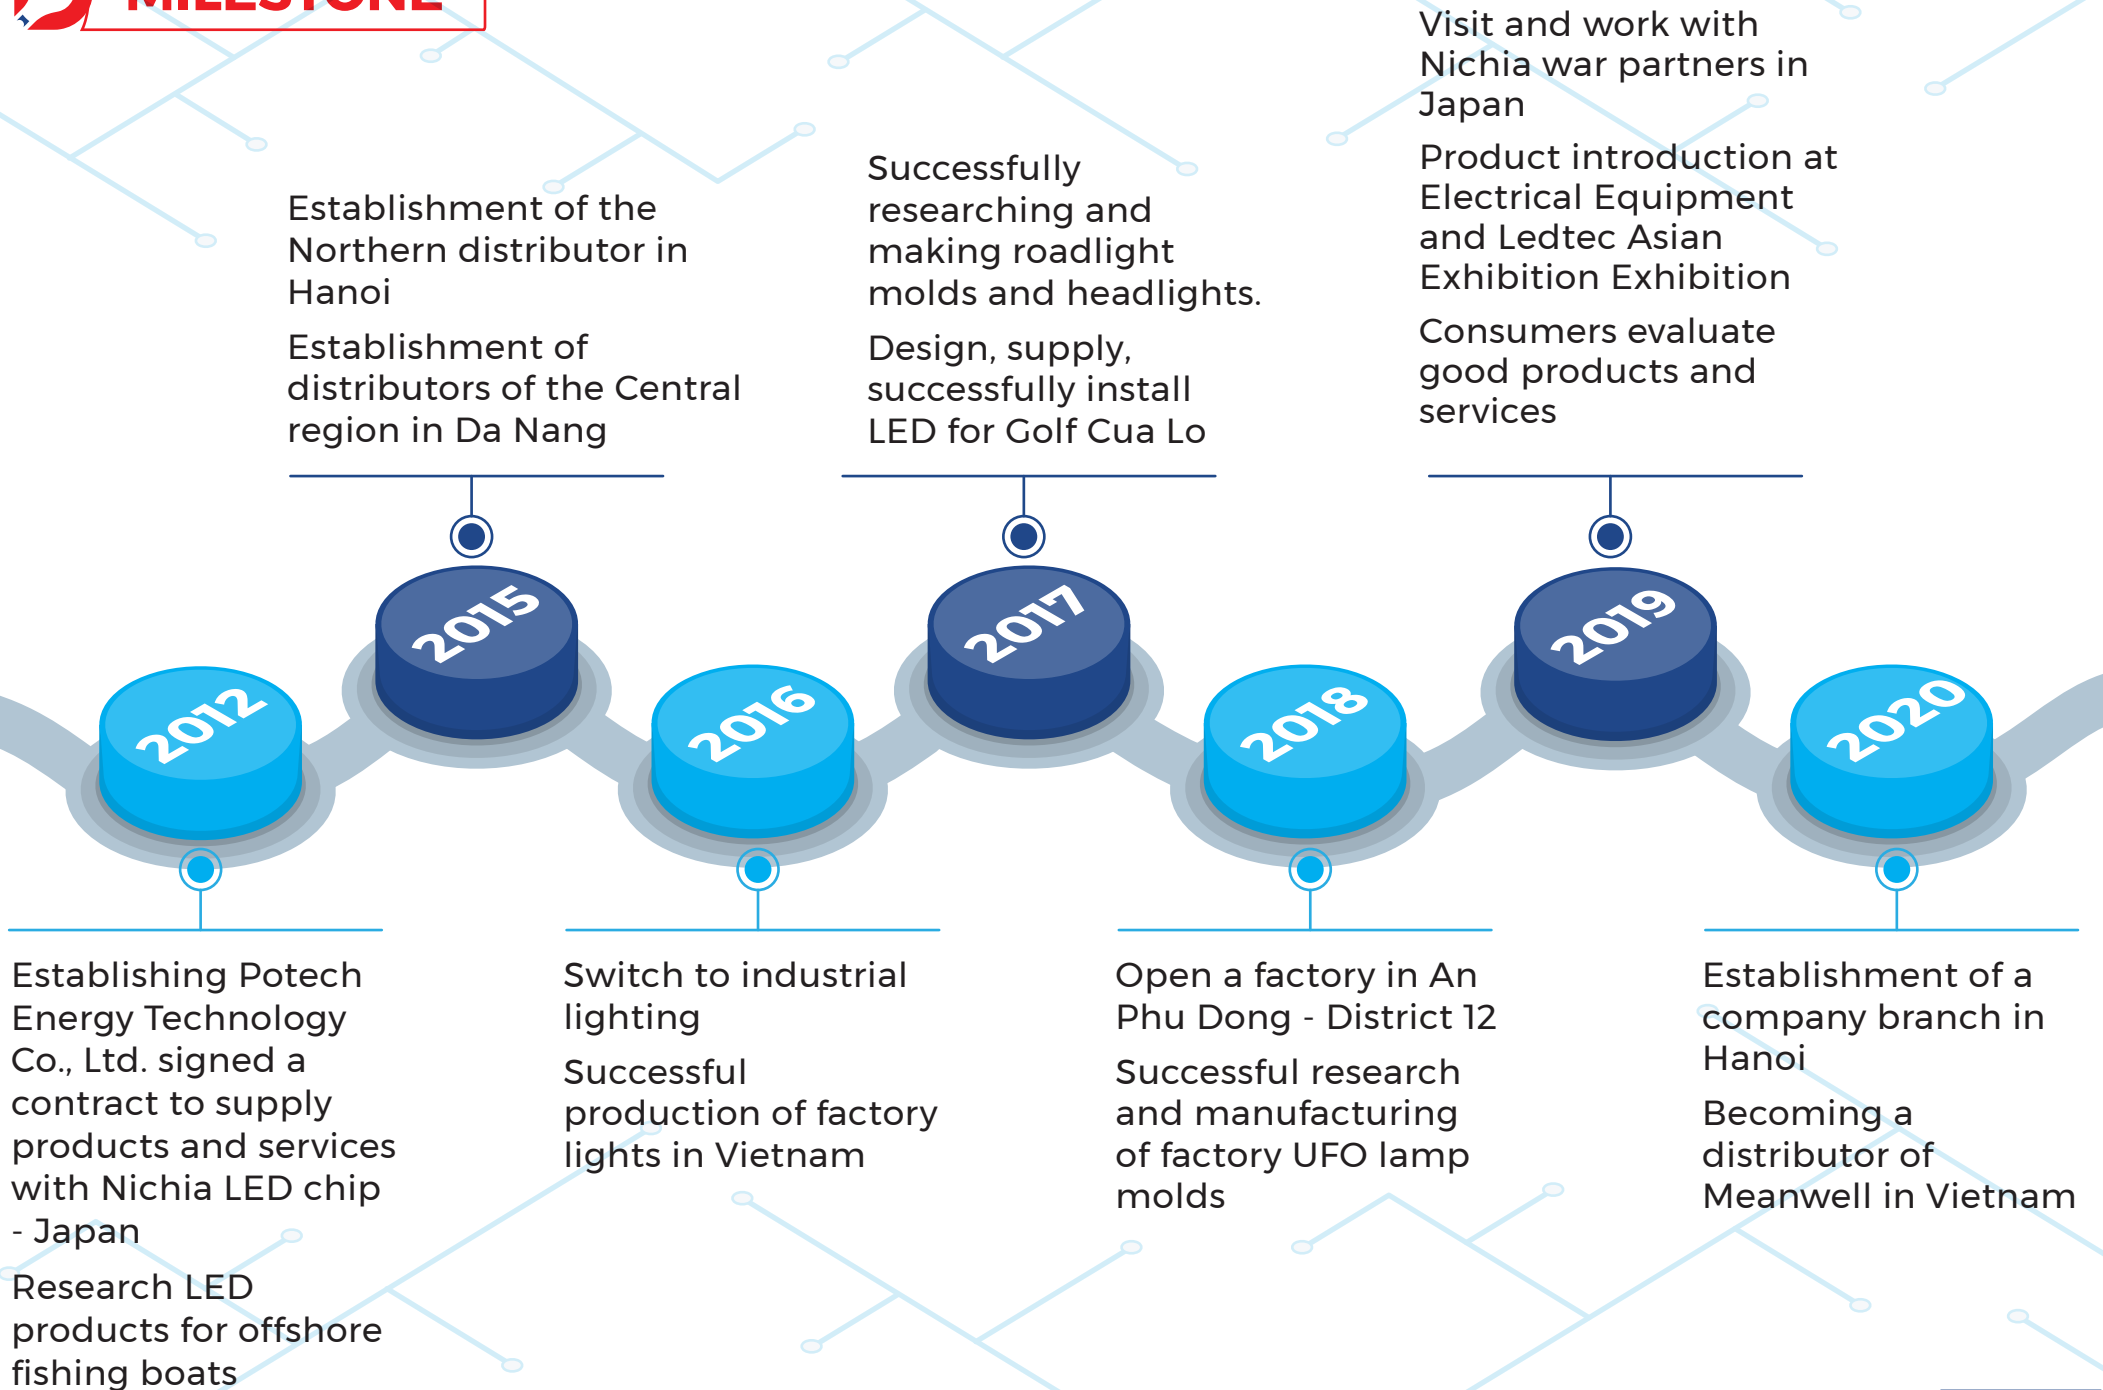 MILESTONE
Visit and work with
Nichia war partners in
Japan
Product introduction at
Electrical Equipment
and Ledtec Asian
Exhibition Exhibition
Consumers evaluate
good products and
services
Successfully
researching and
making roadlight
molds and headlights.
Design, supply,
successfully install
LED for Golf Cua Lo
Establishment of the
Northern distributor in
Hanoi
Establishment of
distributors of the Central
region in Da Nang
2012
2015
2016
2017
2018
2019
2020
Establishing Potech
Energy Technology
Co., Ltd. signed a
contract to supply
products and services
with Nichia LED chip
- Japan
Research LED
products for offshore
fishing boats
Switch to industrial
lighting
Successful
production of factory
lights in Vietnam
Open a factory in An
Phu Dong - District 12
Successful research
and manufacturing
of factory UFO lamp
molds
Establishment of a
company branch in
Hanoi
Becoming a
distributor of
Meanwell in Vietnam